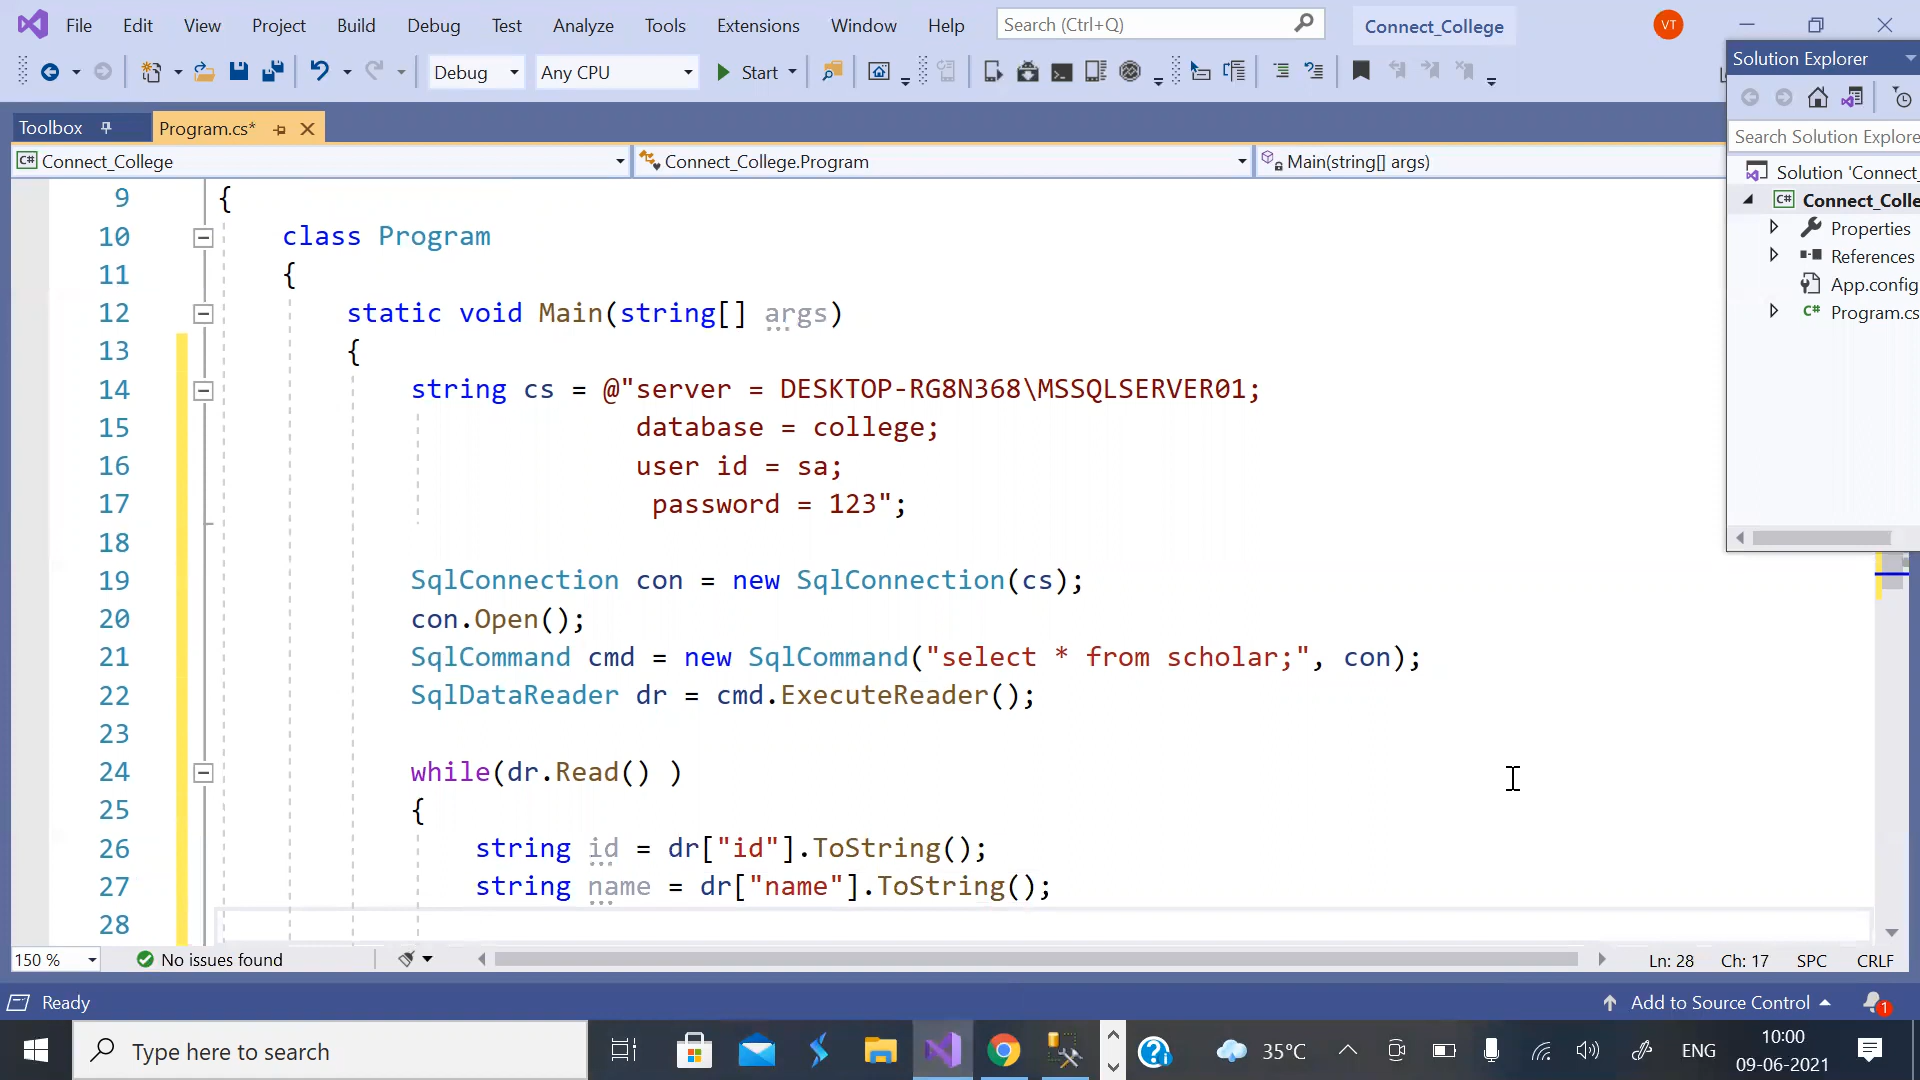 File Edit View Project Build Debug Test Analyze Tools Extensions Window Help Search (Ctrl+Q) Connect_College VT
Debug Any CPU Start
Solution Explorer
Toolbox Program.cs*
Connect_College Connect_College.Program Main(string[] args)
Search Solution Explore
Solution 'Connect_
Connect_Colle
Properties
References
App.config
Program.cs
9 {
10 class Program
11 {
12 static void Main(string[] args)
13 {
14 string cs = @"server = DESKTOP-RG8N368\MSSQLSERVER01;
15 database = college;
16 user id = sa;
17 password = 123";
18
19 SqlConnection con = new SqlConnection(cs);
20 con.Open();
21 SqlCommand cmd = new SqlCommand("select * from scholar;", con);
22 SqlDataReader dr = cmd.ExecuteReader();
23
24 while(dr.Read() )
25 {
26 string id = dr["id"].ToString();
27 string name = dr["name"].ToString();
28
150 % No issues found Ln: 28 Ch: 17 SPC CRLF
Ready Add to Source Control 1
Type here to search 35°C ENG 10:00
09-06-2021